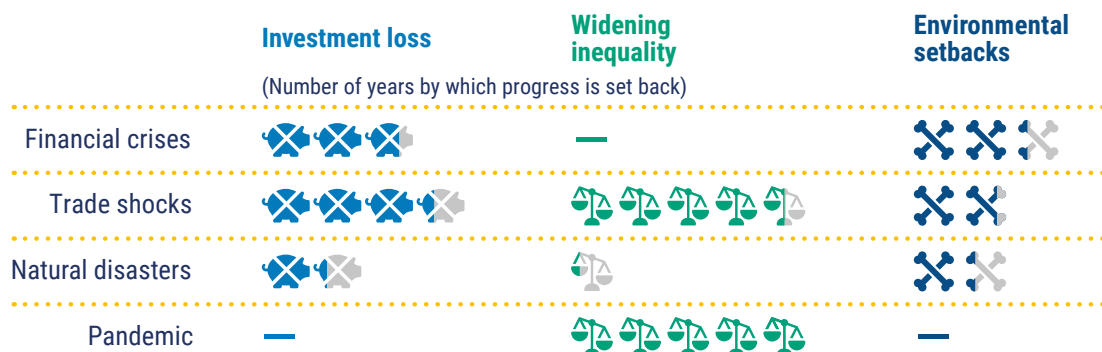 Investment loss
Widening
inequality
Environmental
setbacks
(Number of years by which progress is set back)
Financial crises
—
Trade shocks
Natural disasters
Pandemic
—
—